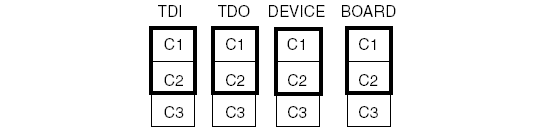 TDI TDO DEVICE BOARD
C1 C1 C1 C1
C2 C2 C2 C2
C3 C3 C3 C3